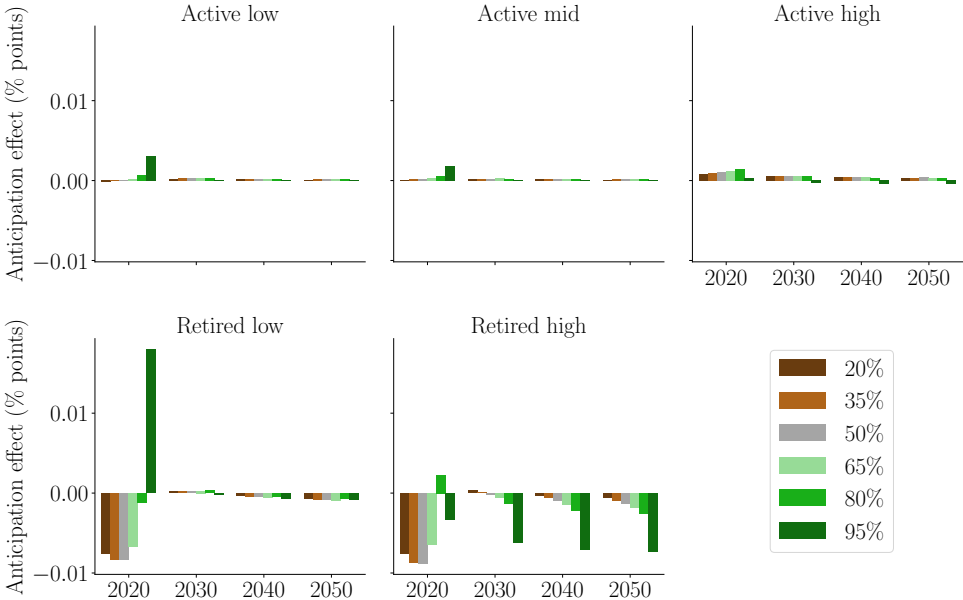 Active low
Active mid
Active high
Anticipation effect (% points)
0.01
0.00
−0.01
2020 2030 2040 2050
Retired low
Retired high
Anticipation effect (% points)
0.01
0.00
−0.01
2020 2030 2040 2050
2020 2030 2040 2050
20%
35%
50%
65%
80%
95%